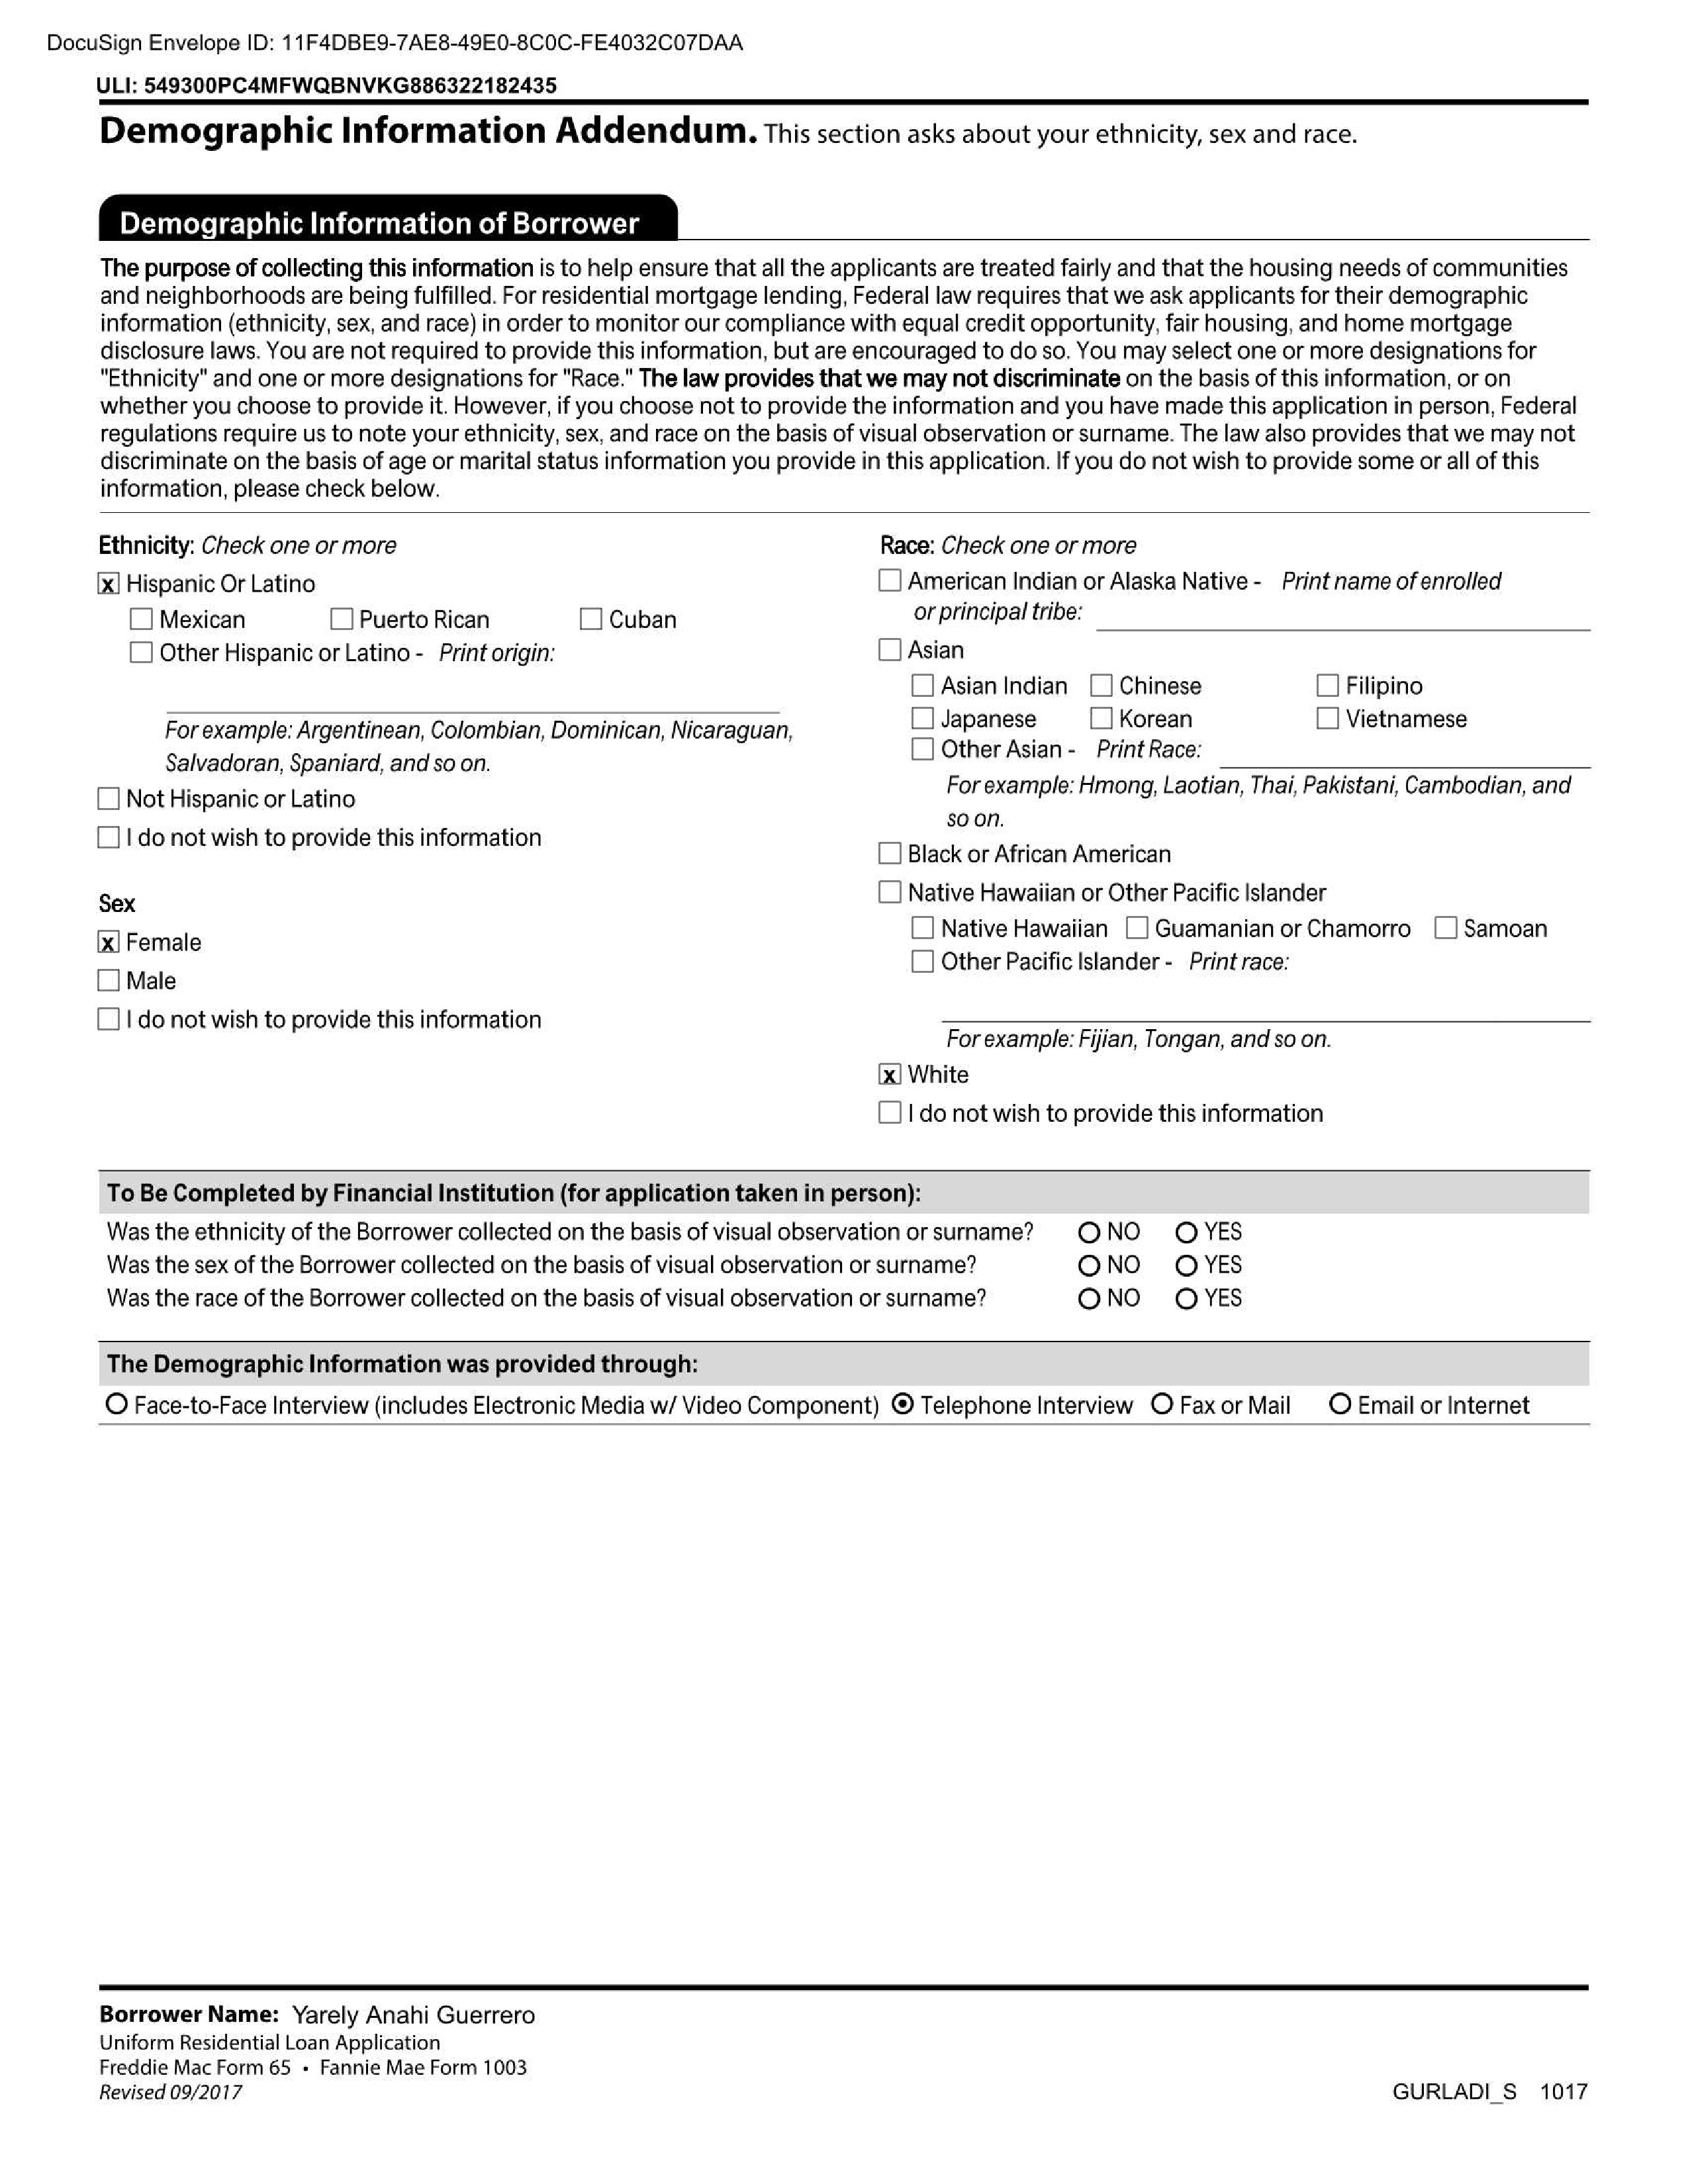 DocuSign Envelope ID: 11F4DBE9-7AE8-49E0-8C0C-FE4032C07DAA
ULI: 549300PC4MFWQBNVKG886322182435
Demographic Information Addendum. This section asks about your ethnicity, sex and race.
Demographic Information of Borrower
The purpose of collecting this information is to help ensure that all the applicants are treated fairly and that the housing needs of communities
and neighborhoods are being fulfilled. For residential mortgage lending, Federal law requires that we ask applicants for their demographic
information (ethnicity, sex, and race) in order to monitor our compliance with equal credit opportunity, fair housing, and home mortgage
disclosure laws. You are not required to provide this information, but are encouraged to do so. You may select one or more designations for
"Ethnicity" and one or more designations for "Race." The law provides that we may not discriminate on the basis of this information, or on
whether you choose to provide it. However, if you choose not to provide the information and you have made this application in person, Federal
regulations require us to note your ethnicity, sex, and race on the basis of visual observation or surname. The law also provides that we may not
discriminate on the basis of age or marital status information you provide in this application. If you do not wish to provide some or all of this
information, please check below.
Ethnicity: Check one or more
x Hispanic Or Latino
Mexican Puerto Rican Cuban
Other Hispanic or Latino - Print origin:
For example: Argentinean, Colombian, Dominican, Nicaraguan,
Salvadoran, Spaniard, and so on.
Not Hispanic or Latino
I do not wish to provide this information
Sex
x Female
Male
I do not wish to provide this information
Race: Check one or more
American Indian or Alaska Native - Print name of enrolled
or principal tribe:
Asian
Asian Indian Chinese Filipino
Japanese Korean Vietnamese
Other Asian - Print Race:
For example: Hmong, Laotian, Thai, Pakistani, Cambodian, and
so on.
Black or African American
Native Hawaiian or Other Pacific Islander
Native Hawaiian Guamanian or Chamorro Samoan
Other Pacific Islander - Print race:
For example: Fijian, Tongan, and so on.
x White
I do not wish to provide this information
To Be Completed by Financial Institution (for application taken in person):
Was the ethnicity of the Borrower collected on the basis of visual observation or surname? NO YES
Was the sex of the Borrower collected on the basis of visual observation or surname? NO YES
Was the race of the Borrower collected on the basis of visual observation or surname? NO YES
The Demographic Information was provided through:
Face-to-Face Interview (includes Electronic Media w/ Video Component) Telephone Interview Fax or Mail Email or Internet
Borrower Name: Yarely Anahi Guerrero
Uniform Residential Loan Application
Freddie Mac Form 65 • Fannie Mae Form 1003
Revised 09/2017
GURLADI_S 1017